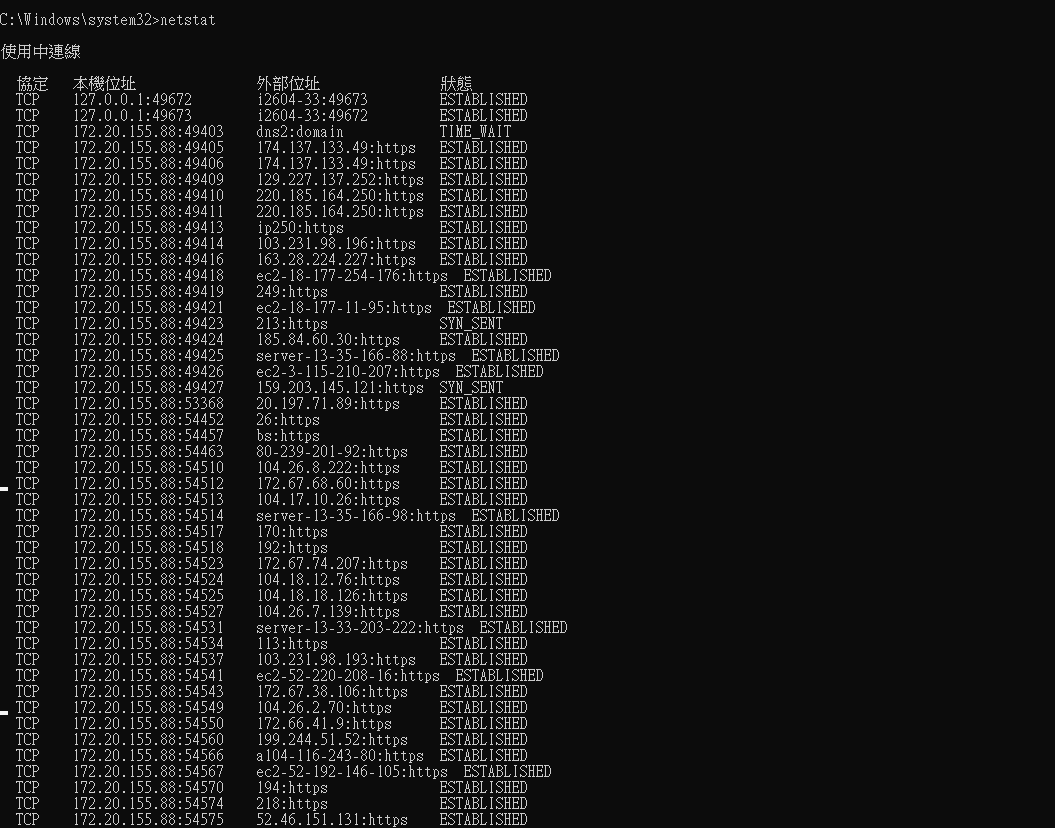 C:\Windows\system32>netstat
使用中連線
協定 本機位址 外部位址 狀態
TCP 127.0.0.1:49672 i2604-33:49673 ESTABLISHED
TCP 127.0.0.1:49673 i2604-33:49672 ESTABLISHED
TCP 172.20.155.88:49403 dns2:domain TIME_WAIT
TCP 172.20.155.88:49405 174.137.133.49:https ESTABLISHED
TCP 172.20.155.88:49406 174.137.133.49:https ESTABLISHED
TCP 172.20.155.88:49409 129.227.137.252:https ESTABLISHED
TCP 172.20.155.88:49410 220.185.164.250:https ESTABLISHED
TCP 172.20.155.88:49411 220.185.164.250:https ESTABLISHED
TCP 172.20.155.88:49413 ip250:https ESTABLISHED
TCP 172.20.155.88:49414 103.231.98.196:https ESTABLISHED
TCP 172.20.155.88:49416 163.28.224.227:https ESTABLISHED
TCP 172.20.155.88:49418 ec2-18-177-254-176:https ESTABLISHED
TCP 172.20.155.88:49419 249:https ESTABLISHED
TCP 172.20.155.88:49421 ec2-18-177-11-95:https ESTABLISHED
TCP 172.20.155.88:49423 213:https SYN_SENT
TCP 172.20.155.88:49424 185.84.60.30:https ESTABLISHED
TCP 172.20.155.88:49425 server-13-35-166-88:https ESTABLISHED
TCP 172.20.155.88:49426 ec2-3-115-210-207:https ESTABLISHED
TCP 172.20.155.88:49427 159.203.145.121:https SYN_SENT
TCP 172.20.155.88:53368 20.197.71.89:https ESTABLISHED
TCP 172.20.155.88:54452 26:https ESTABLISHED
TCP 172.20.155.88:54457 bs:https ESTABLISHED
TCP 172.20.155.88:54463 80-239-201-92:https ESTABLISHED
TCP 172.20.155.88:54510 104.26.8.222:https ESTABLISHED
TCP 172.20.155.88:54512 172.67.68.60:https ESTABLISHED
TCP 172.20.155.88:54513 104.17.10.26:https ESTABLISHED
TCP 172.20.155.88:54514 server-13-35-166-98:https ESTABLISHED
TCP 172.20.155.88:54517 170:https ESTABLISHED
TCP 172.20.155.88:54518 192:https ESTABLISHED
TCP 172.20.155.88:54523 172.67.74.207:https ESTABLISHED
TCP 172.20.155.88:54524 104.18.12.76:https ESTABLISHED
TCP 172.20.155.88:54525 104.18.18.126:https ESTABLISHED
TCP 172.20.155.88:54527 104.26.7.139:https ESTABLISHED
TCP 172.20.155.88:54531 server-13-33-203-222:https ESTABLISHED
TCP 172.20.155.88:54534 113:https ESTABLISHED
TCP 172.20.155.88:54537 103.231.98.193:https ESTABLISHED
TCP 172.20.155.88:54541 ec2-52-220-208-16:https ESTABLISHED
TCP 172.20.155.88:54543 172.67.38.106:https ESTABLISHED
TCP 172.20.155.88:54549 104.26.2.70:https ESTABLISHED
TCP 172.20.155.88:54550 172.66.41.9:https ESTABLISHED
TCP 172.20.155.88:54560 199.244.51.52:https ESTABLISHED
TCP 172.20.155.88:54566 a104-116-243-80:https ESTABLISHED
TCP 172.20.155.88:54567 ec2-52-192-146-105:https ESTABLISHED
TCP 172.20.155.88:54570 194:https ESTABLISHED
TCP 172.20.155.88:54574 218:https ESTABLISHED
TCP 172.20.155.88:54575 52.46.151.131:https ESTABLISHED